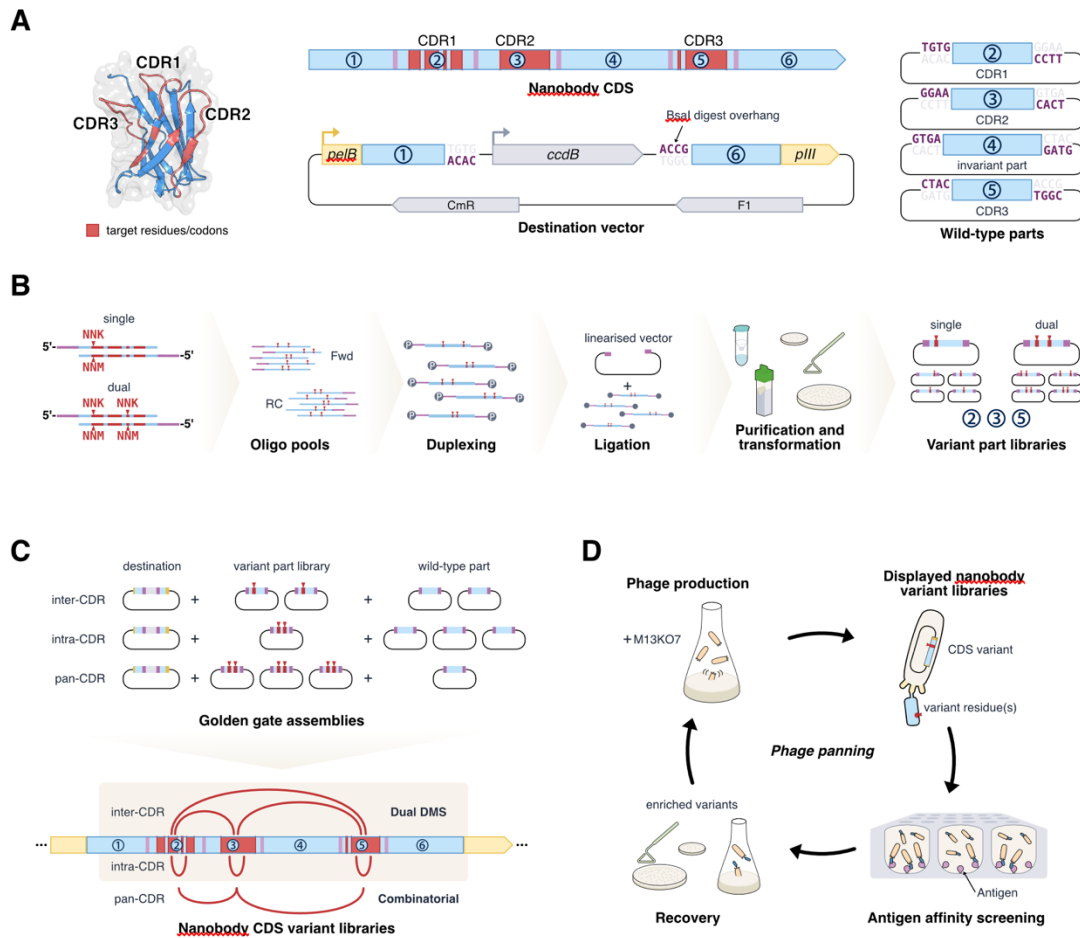 A
CDR1
CDR2
CDR3
target residues/codons
CDR1
CDR2
CDR3
① ② ③ ④ ⑤ ⑥
Nanobody CDS
BsaI digest overhang
pelB ① TGTG ccdB ACCG ⑥ pIII
ACAC TGGC
CmR F1
Destination vector
TGTG ② GGAA
ACAC CCTT
CDR1
GGAA ③ GTGA
CCTT CACT
CDR2
GTGA ④ CTAC
CACT GATG
invariant part
CTAC ⑤ ACCG
GATG TGGC
CDR3
Wild-type parts
B
single
NNK
5'- -5'
NNM
dual
NNK NNK
5'- -5'
NNM NNM
Fwd
RC
Oligo pools
P P
P P
P P
P P
P P
Duplexing
linearised vector
+
Ligation
Purification and
transformation
single dual
② ③ ⑤
Variant part libraries
C
destination variant part library wild-type part
inter-CDR + +
intra-CDR + +
pan-CDR + +
Golden gate assemblies
inter-CDR Dual DMS
••• ① ② ③ ④ ⑤ ⑥ •••
intra-CDR
pan-CDR Combinatorial
Nanobody CDS variant libraries
D
Phage production
+M13KO7
Displayed nanobody
variant libraries
CDS variant
variant residue(s)
Phage panning
enriched variants
Recovery
Antigen
Antigen affinity screening